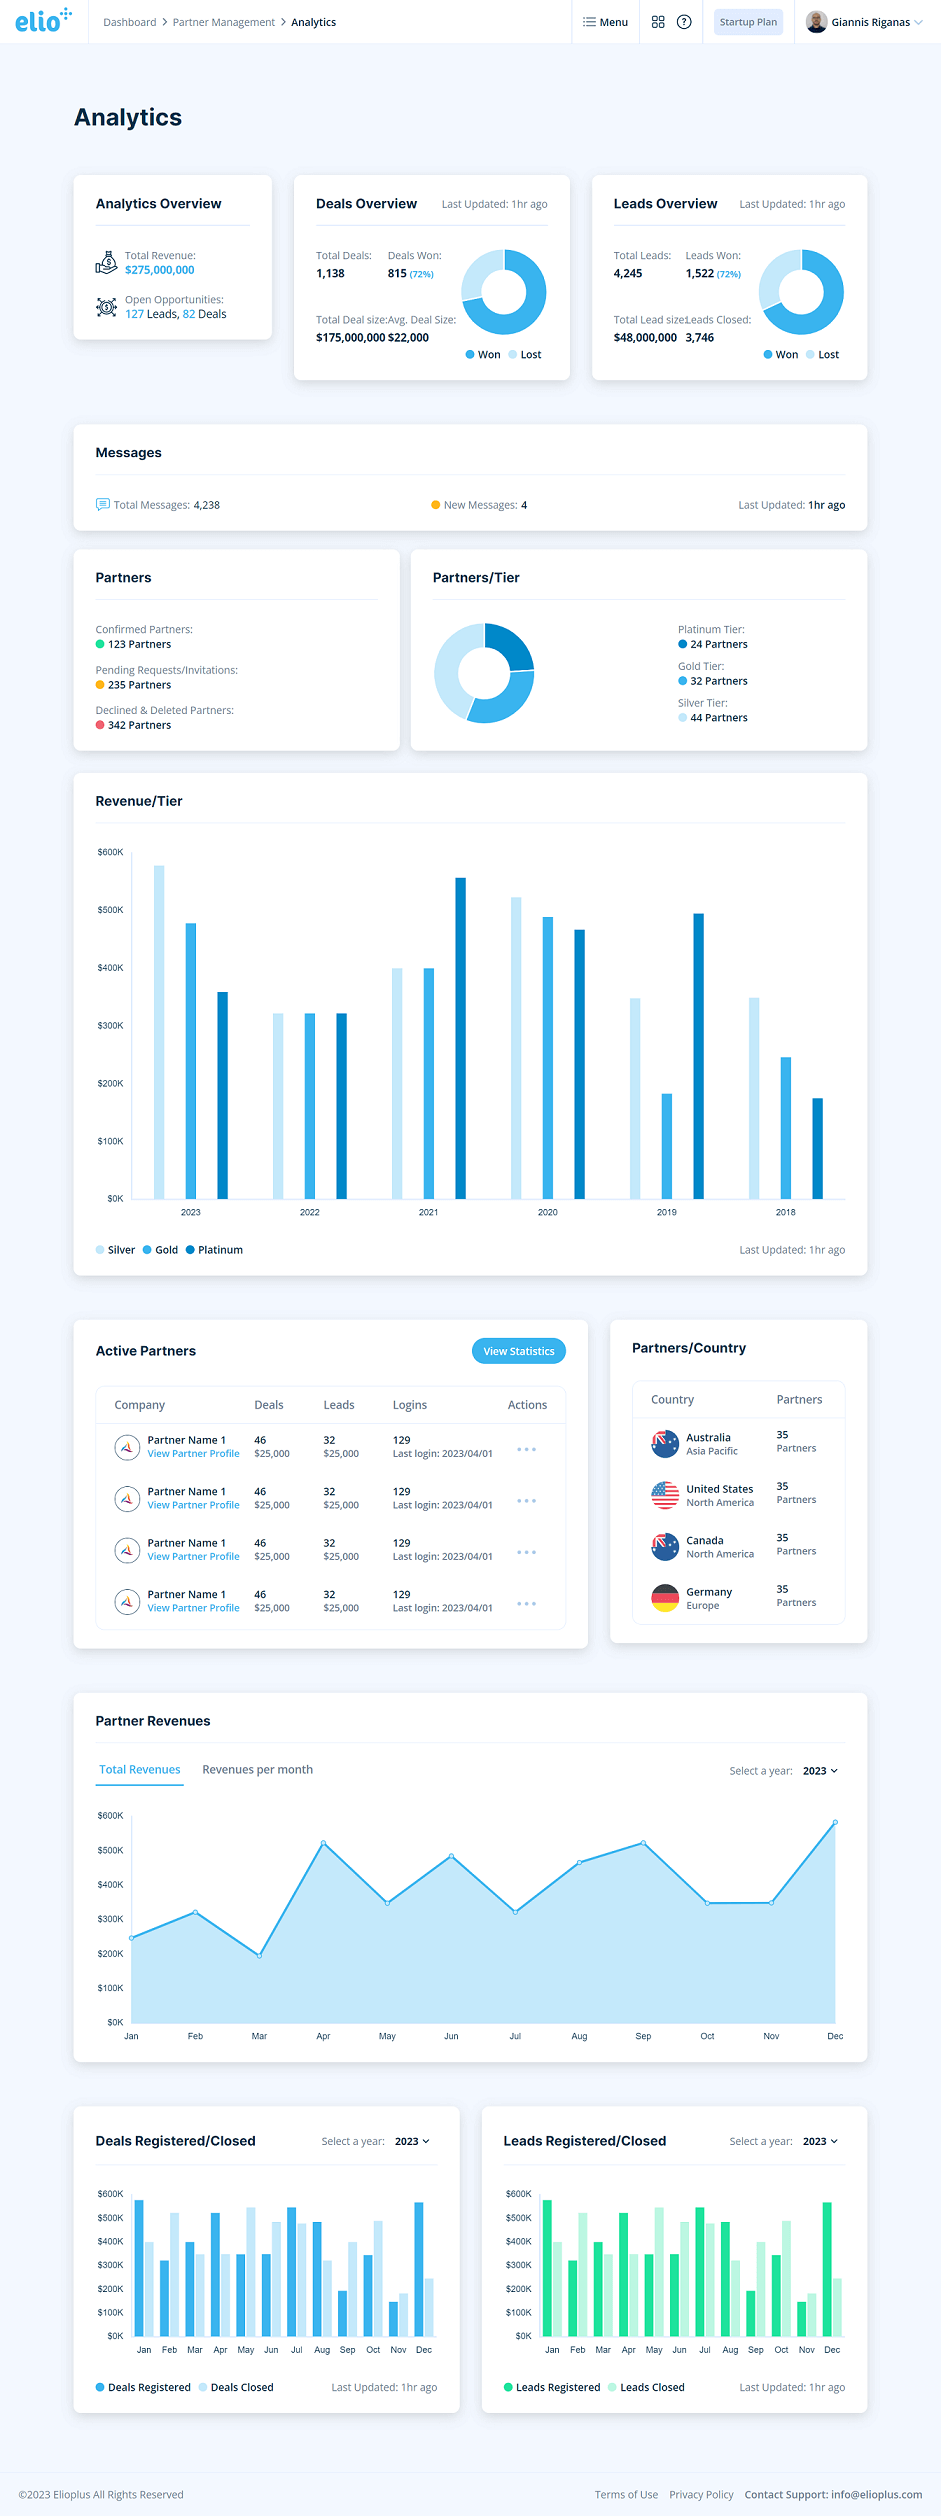 elio
Dashboard > Partner Management > Analytics
Menu
?
Startup Plan
Giannis Riganas
Analytics
Analytics Overview
Total Revenue:
$275,000,000
Open Opportunities:
127 Leads, 82 Deals
Deals Overview
Last Updated: 1hr ago
Total Deals: Deals Won:
1,138 815 (72%)
Total Deal size: Avg. Deal Size:
$175,000,000 $22,000
Won Lost
Leads Overview
Last Updated: 1hr ago
Total Leads: Leads Won:
4,245 1,522 (72%)
Total Lead size: Leads Closed:
$48,000,000 3,746
Won Lost
Messages
Total Messages: 4,238
New Messages: 4
Last Updated: 1hr ago
Partners
Confirmed Partners:
123 Partners
Pending Requests/Invitations:
235 Partners
Declined & Deleted Partners:
342 Partners
Partners/Tier
Platinum Tier:
24 Partners
Gold Tier:
32 Partners
Silver Tier:
44 Partners
Revenue/Tier
$600K
$500K
$400K
$300K
$200K
$100K
$0K
2023 2022 2021 2020 2019 2018
Silver Gold Platinum
Last Updated: 1hr ago
Active Partners
View Statistics
Company Deals Leads Logins Actions
Partner Name 1 46 32 129
View Partner Profile $25,000 $25,000 Last login: 2023/04/01
Partner Name 1 46 32 129
View Partner Profile $25,000 $25,000 Last login: 2023/04/01
Partner Name 1 46 32 129
View Partner Profile $25,000 $25,000 Last login: 2023/04/01
Partner Name 1 46 32 129
View Partner Profile $25,000 $25,000 Last login: 2023/04/01
Partners/Country
Country Partners
Australia 35
Asia Pacific Partners
United States 35
North America Partners
Canada 35
North America Partners
Germany 35
Europe Partners
Partner Revenues
Total Revenues Revenues per month
Select a year: 2023
$600K
$500K
$400K
$300K
$200K
$100K
$0K
Jan Feb Mar Apr May Jun Jul Aug Sep Oct Nov Dec
Deals Registered/Closed
Select a year: 2023
$600K
$500K
$400K
$300K
$200K
$100K
$0K
Jan Feb Mar Apr May Jun Jul Aug Sep Oct Nov Dec
Deals Registered Deals Closed
Last Updated: 1hr ago
Leads Registered/Closed
Select a year: 2023
$600K
$500K
$400K
$300K
$200K
$100K
$0K
Jan Feb Mar Apr May Jun Jul Aug Sep Oct Nov Dec
Leads Registered Leads Closed
Last Updated: 1hr ago
©2023 Elioplus All Rights Reserved
Terms of Use Privacy Policy Contact Support: info@elioplus.com